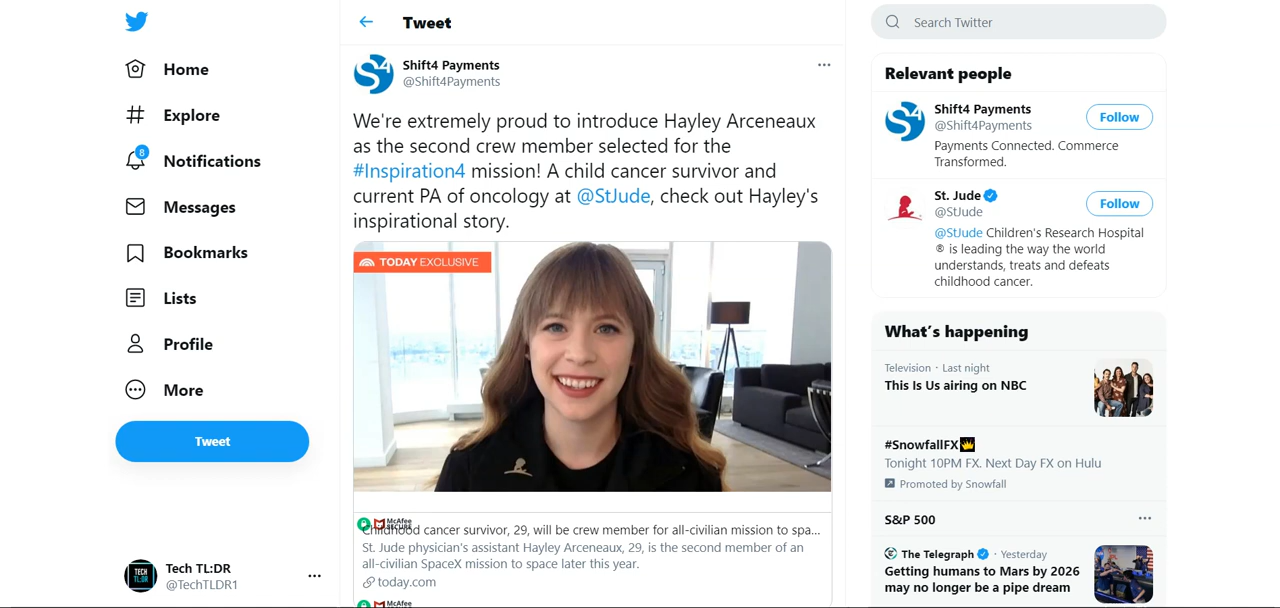 Home
Explore
8
Notifications
Messages
Bookmarks
Lists
Profile
More
Tweet
Tech TL:DR
@TechTLDR1
TECH
TL:DR
Tweet
S4
Shift4 Payments
@Shift4Payments
We're extremely proud to introduce Hayley Arceneaux
as the second crew member selected for the
#Inspiration4 mission! A child cancer survivor and
current PA of oncology at @StJude, check out Hayley's
inspirational story.
TODAY EXCLUSIVE
McAfee
SECURE
Childhood cancer survivor, 29, will be crew member for all-civilian mission to spa...
St. Jude physician's assistant Hayley Arceneaux, 29, is the second member of an
all-civilian SpaceX mission to space later this year.
today.com
McAfee
Search Twitter
Relevant people
S4
Shift4 Payments
@Shift4Payments
Follow
Payments Connected. Commerce
Transformed.
St. Jude
@StJude
Follow
@StJude Children's Research Hospital
® is leading the way the world
understands, treats and defeats
childhood cancer.
What's happening
Television · Last night
This Is Us airing on NBC
#SnowfallFX
Tonight 10PM FX. Next Day FX on Hulu
Promoted by Snowfall
S&P 500
The Telegraph · Yesterday
Getting humans to Mars by 2026
may no longer be a pipe dream